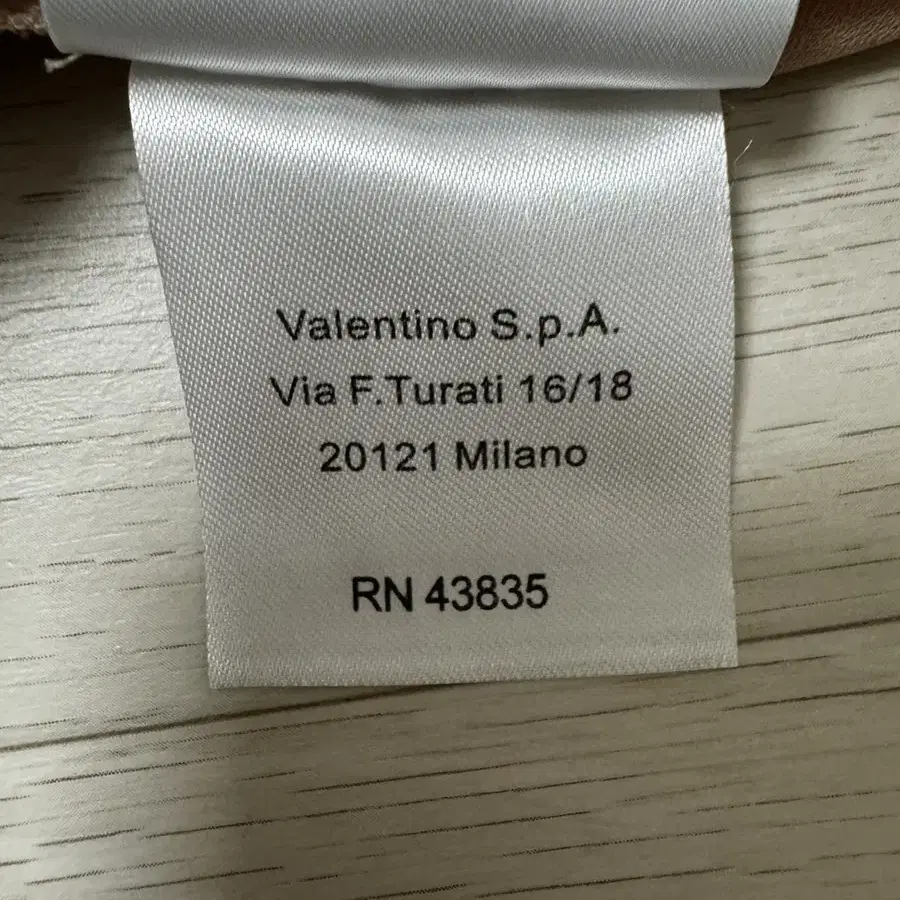 Valentino S.p.A.
Via F.Turati 16/18
20121 Milano
RN 43835